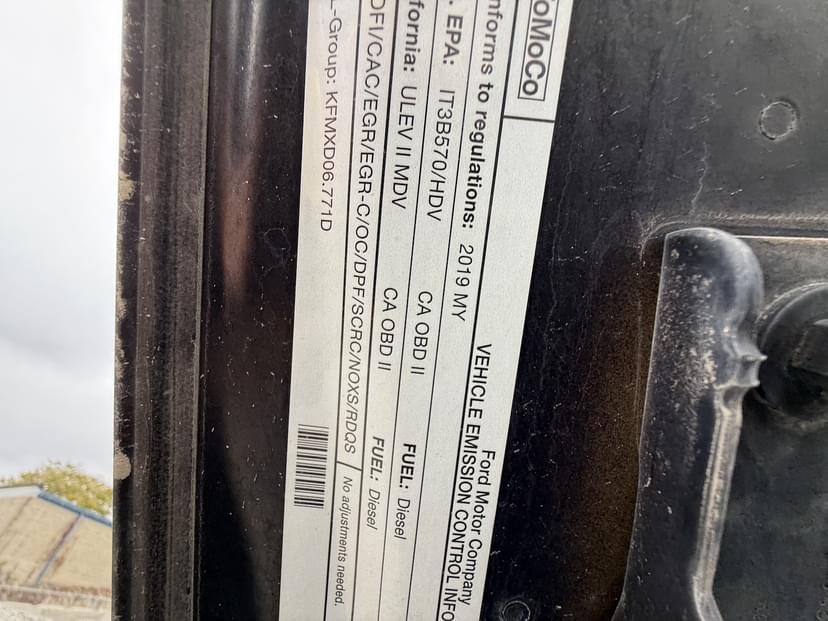 oMoCo
Ford Motor Company
VEHICLE EMISSION CONTROL INFO
nforms to regulations: 2019 MY
. EPA: IT3B570/HDV CA OBD II FUEL: Diesel
fornia: ULEV II MDV CA OBD II FUEL: Diesel
DFI/CAC/EGR/EGR-C/OC/DPF/SCRC/NOXS/RDQS No adjustments needed.
L-Group: KFMXD06.771D